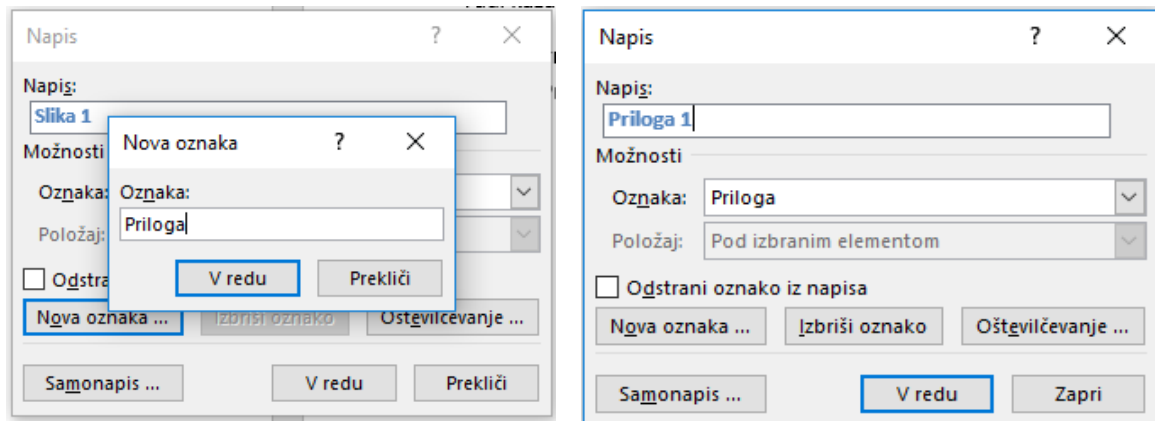 Napis ? ×
Napis:
Slika 1
Možnosti
Oznaka:
Položaj:
Odstra
Nova oznaka ... Izbriši oznako Oštevilčevanje ...
Samonapis ... V redu Prekliči
Nova oznaka ? ×
Oznaka:
Priloga
V redu Prekliči
Napis ? ×
Napis:
Priloga 1
Možnosti
Oznaka: Priloga
Položaj: Pod izbranim elementom
Odstrani oznako iz napisa
Nova oznaka ... Izbriši oznako Oštevilčevanje ...
Samonapis ... V redu Zapri